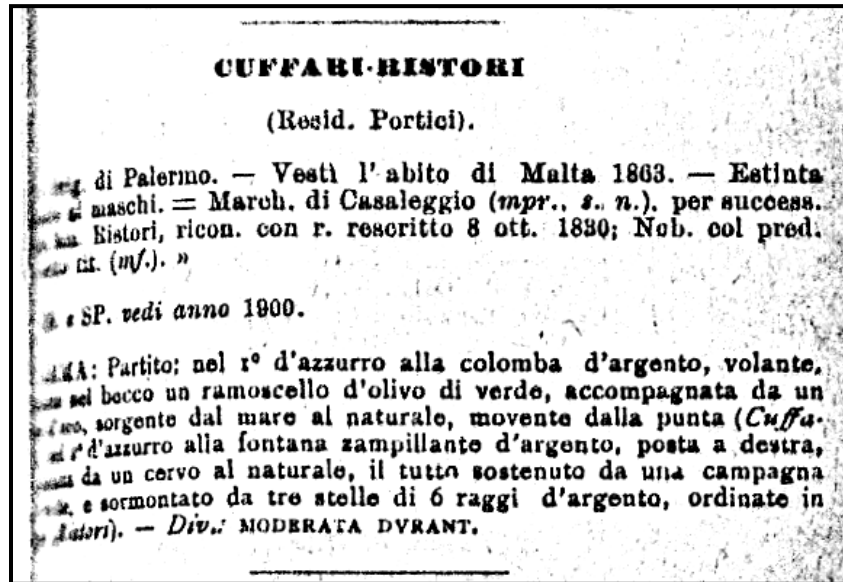 CUFFARI-RISTORI
(Resid. Portici).
di Palermo. — Vestì l'abito di Malta 1863. — Estinta
maschi. = March. di Casaleggio (mpr., s., n.), per success.
Ristori, ricon. con r. rescritto 8 ott. 1830; Nob. col pred.
tit. (mf.). »
e SP. vedi anno 1900.
Partito; nel 1º d'azzurro alla colomba d'argento, volante,
nel becco un ramoscello d'olivo di verde, accompagnata da un
sorgente dal mare al naturale, movente dalla punta (Cuffa-
d'azzurro alla fontana zampillante d'argento, posta a destra,
da un cervo al naturale, il tutto sostenuto da una campagna
e sormontato da tre stelle di 6 raggi d'argento, ordinate in
— Div.: MODERATA DVRANT.